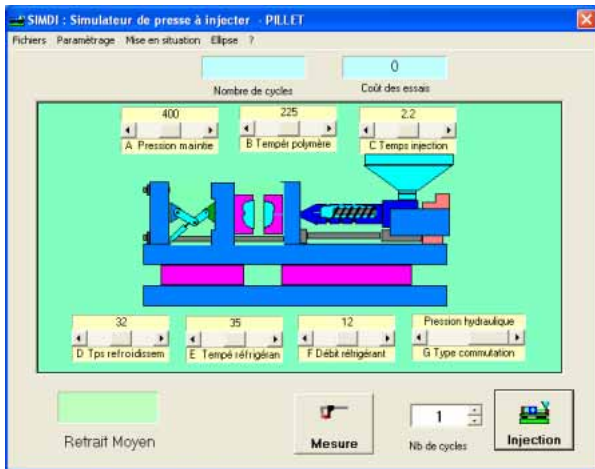 SIMDI : Simulateur de presse à injecter - PILLET
Fichiers Paramètrage Mise en situation Ellipse ?
0
Nombre de cycles Coût des essais
400 225 2.2
A Pression maintie B Tempér polymère C Temps injection
32 35 12 Pression hydraulique
D Tps refroidissem E Tempé réfrigéran F Débit réfrigérant G Type commutation
1
Retrait Moyen Mesure Nb de cycles Injection